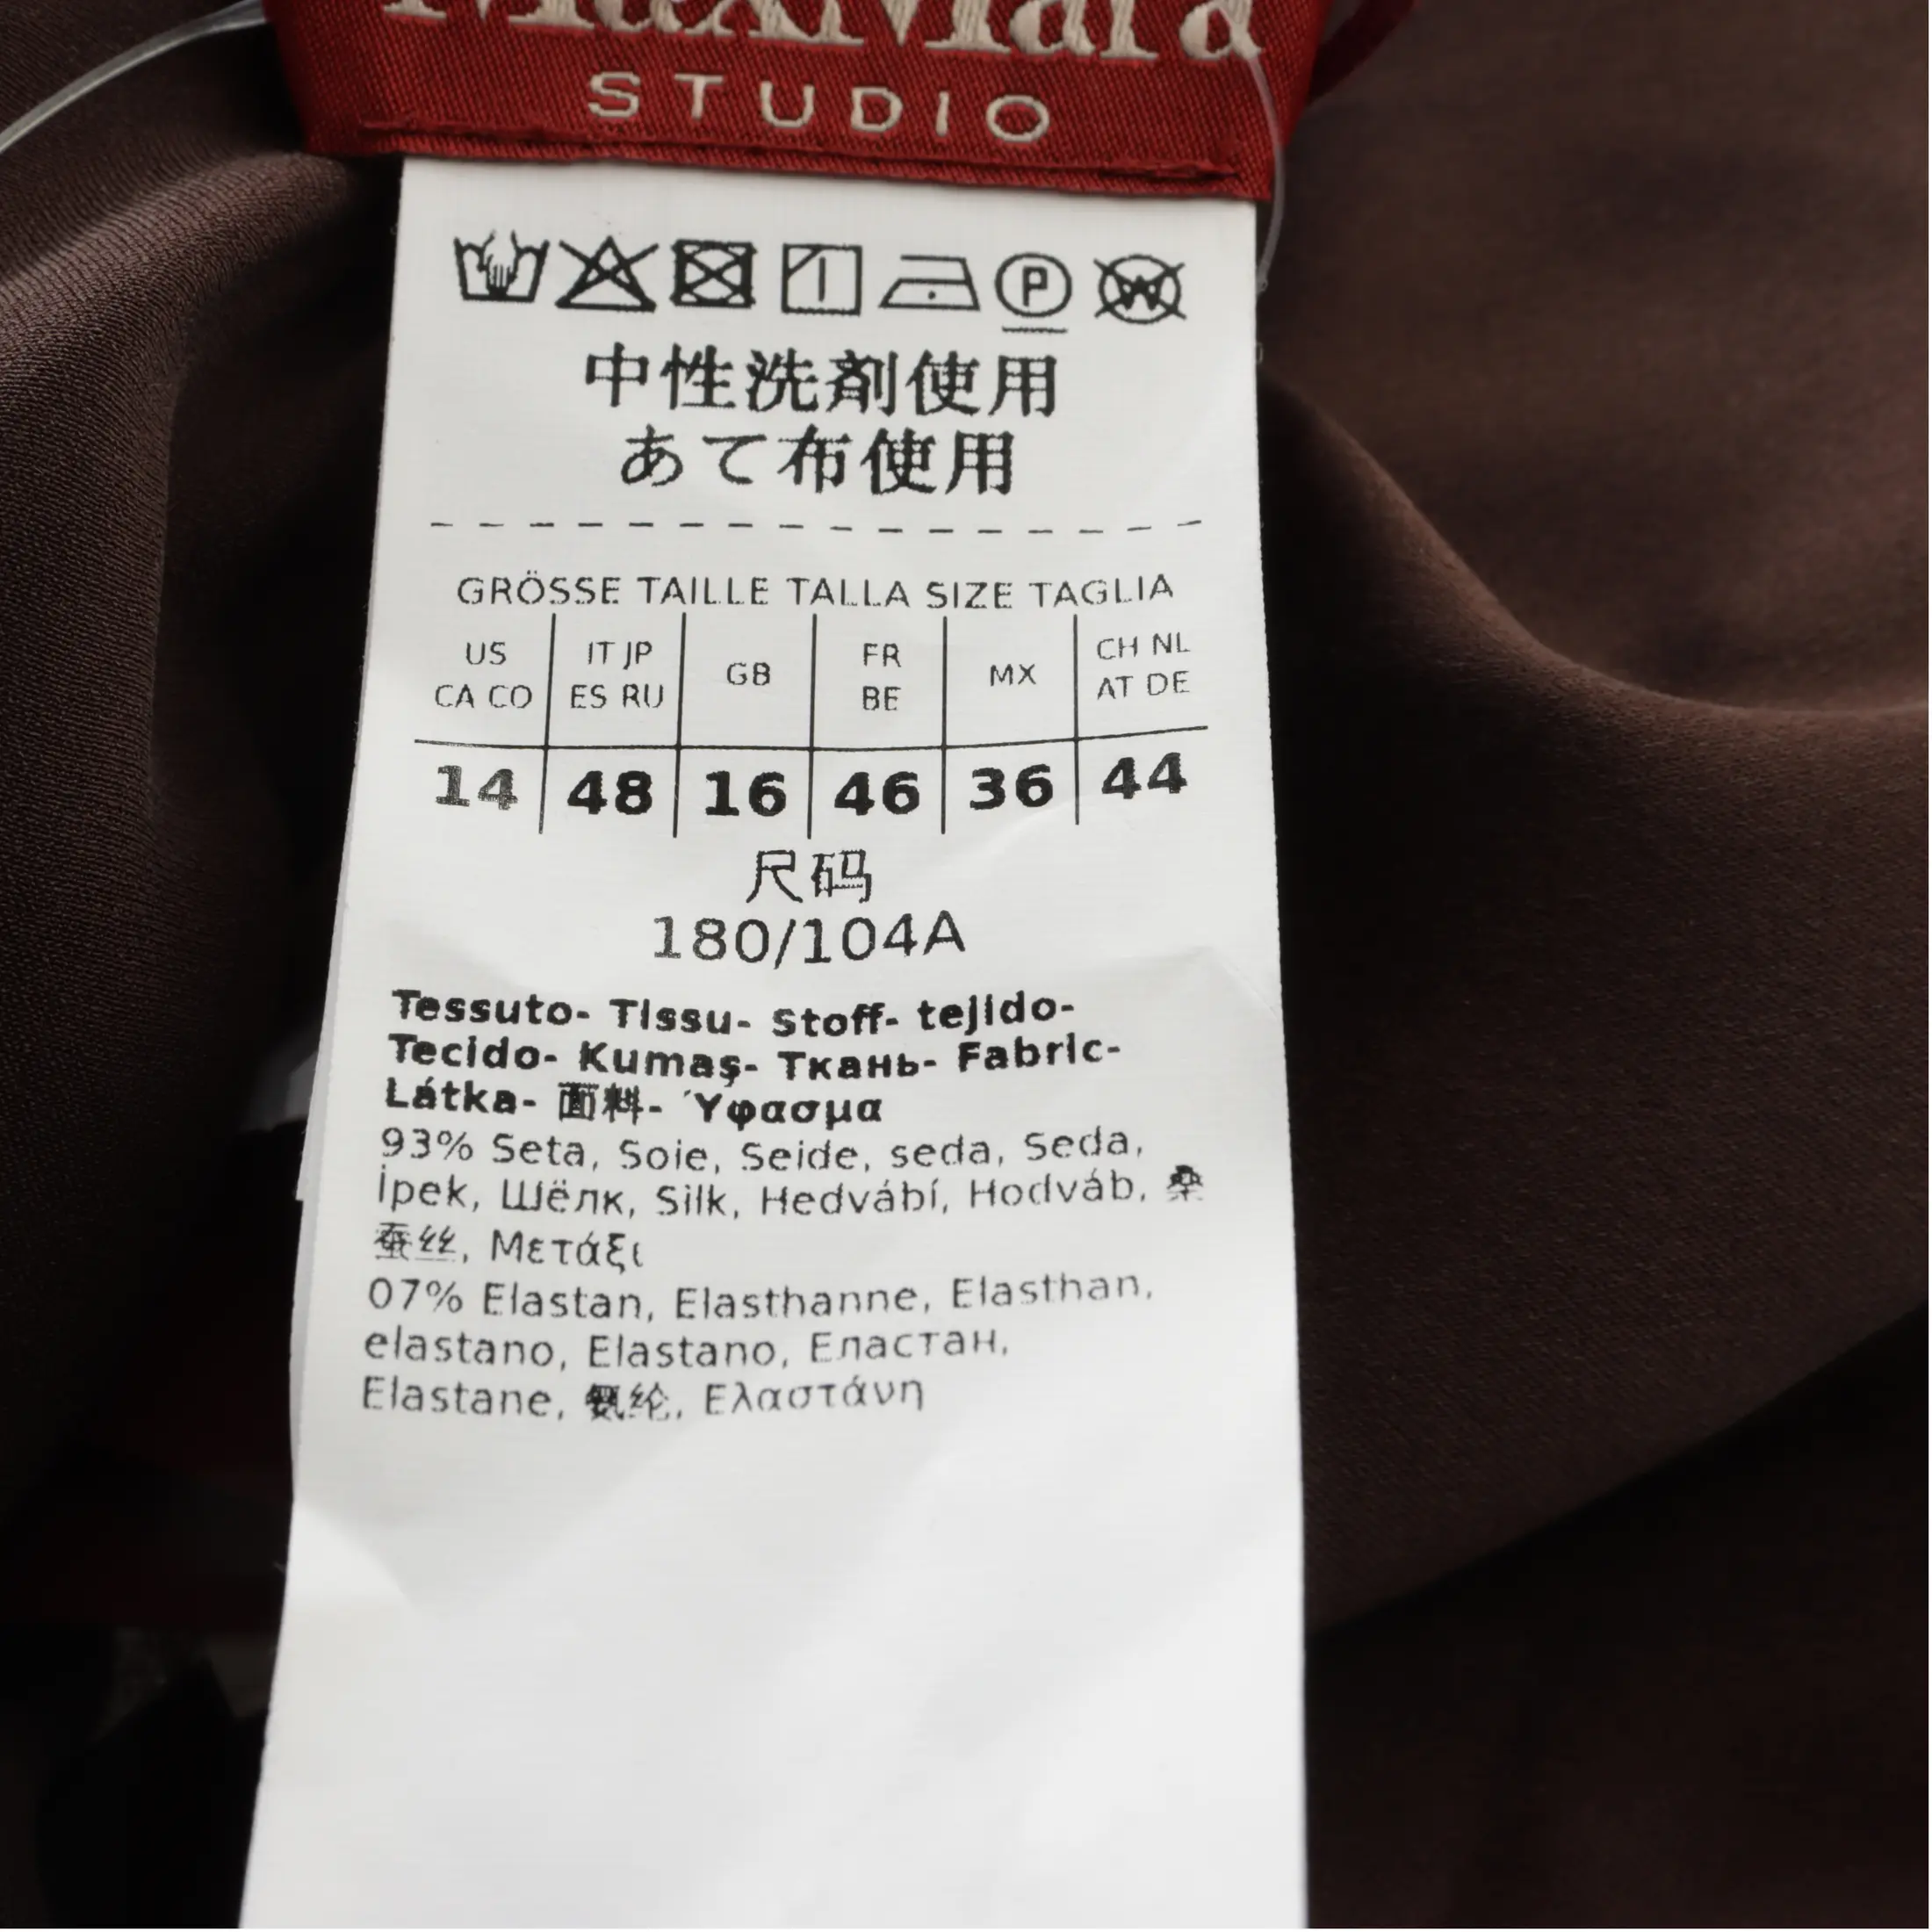 MaxMara
STUDIO
P W
中性洗剤使用
あて布使用
GRÖSSE TAILLE TALLA SIZE TAGLIA
US CA CO | IT JP ES RU | GB | FR BE | MX | CH NL AT DE
14 | 48 | 16 | 46 | 36 | 44
尺码
180/104A
Tessuto- Tissu- Stoff- tejido-
Tecido- Kumaş- Ткань- Fabric-
Látka- 面料- Ύφασμα
93% Seta, Soie, Seide, seda, Seda,
İpek, Шёлк, Silk, Hedvábí, Hodváb, 桑
蚕丝, Μετάξι
07% Elastan, Elasthanne, Elasthan,
elastano, Elastano, Еластан,
Elastane, 氨纶, Ελαστάνη